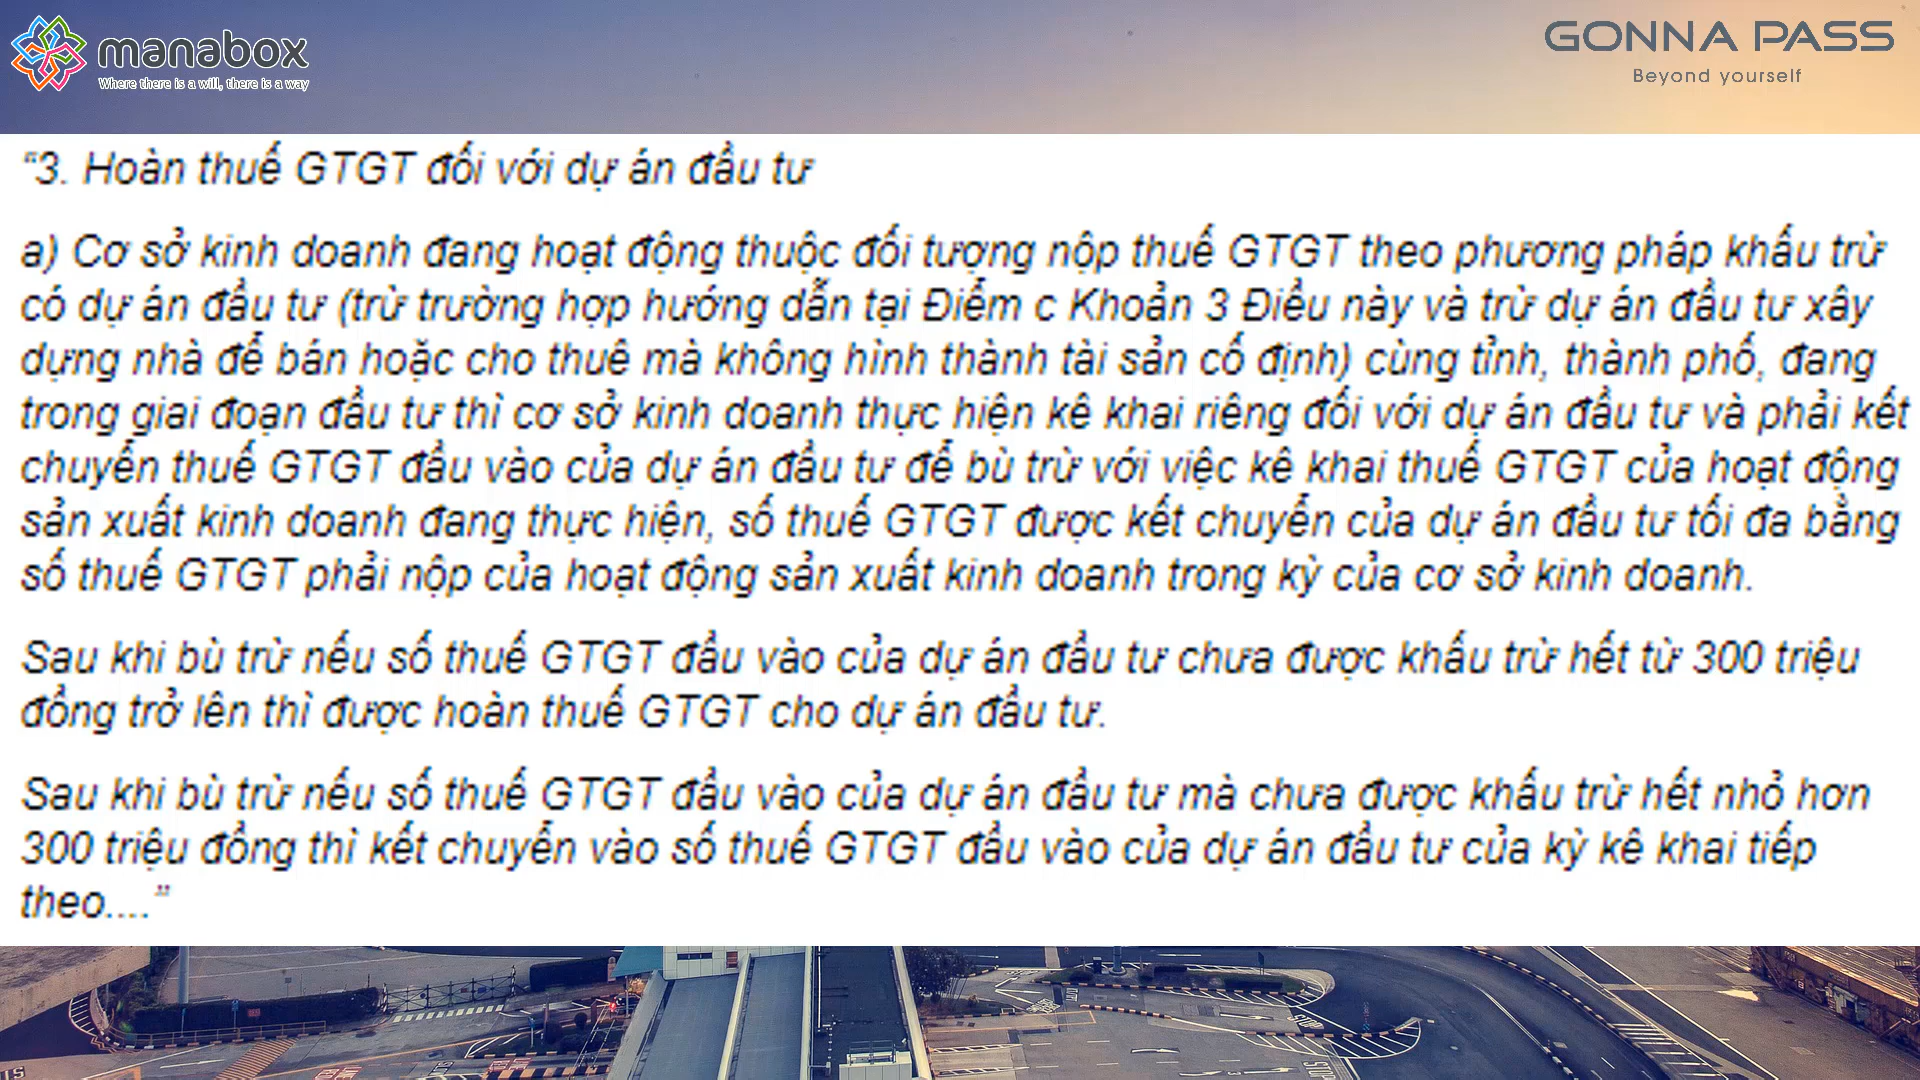 manabox
Where there is a will, there is a way
GONNA PASS
Beyond yourself
“3. Hoàn thuế GTGT đối với dự án đầu tư
a) Cơ sở kinh doanh đang hoạt động thuộc đối tượng nộp thuế GTGT theo phương pháp khấu trừ
có dự án đầu tư (trừ trường hợp hướng dẫn tại Điểm c Khoản 3 Điều này và trừ dự án đầu tư xây
dựng nhà để bán hoặc cho thuê mà không hình thành tài sản cố định) cùng tỉnh, thành phố, đang
trong giai đoạn đầu tư thì cơ sở kinh doanh thực hiện kê khai riêng đối với dự án đầu tư và phải kết
chuyển thuế GTGT đầu vào của dự án đầu tư để bù trừ với việc kê khai thuế GTGT của hoạt động
sản xuất kinh doanh đang thực hiện, số thuế GTGT được kết chuyển của dự án đầu tư tối đa bằng
số thuế GTGT phải nộp của hoạt động sản xuất kinh doanh trong kỳ của cơ sở kinh doanh.
Sau khi bù trừ nếu số thuế GTGT đầu vào của dự án đầu tư chưa được khấu trừ hết từ 300 triệu
đồng trở lên thì được hoàn thuế GTGT cho dự án đầu tư.
Sau khi bù trừ nếu số thuế GTGT đầu vào của dự án đầu tư mà chưa được khấu trừ hết nhỏ hơn
300 triệu đồng thì kết chuyển vào số thuế GTGT đầu vào của dự án đầu tư của kỳ kê khai tiếp
theo....”